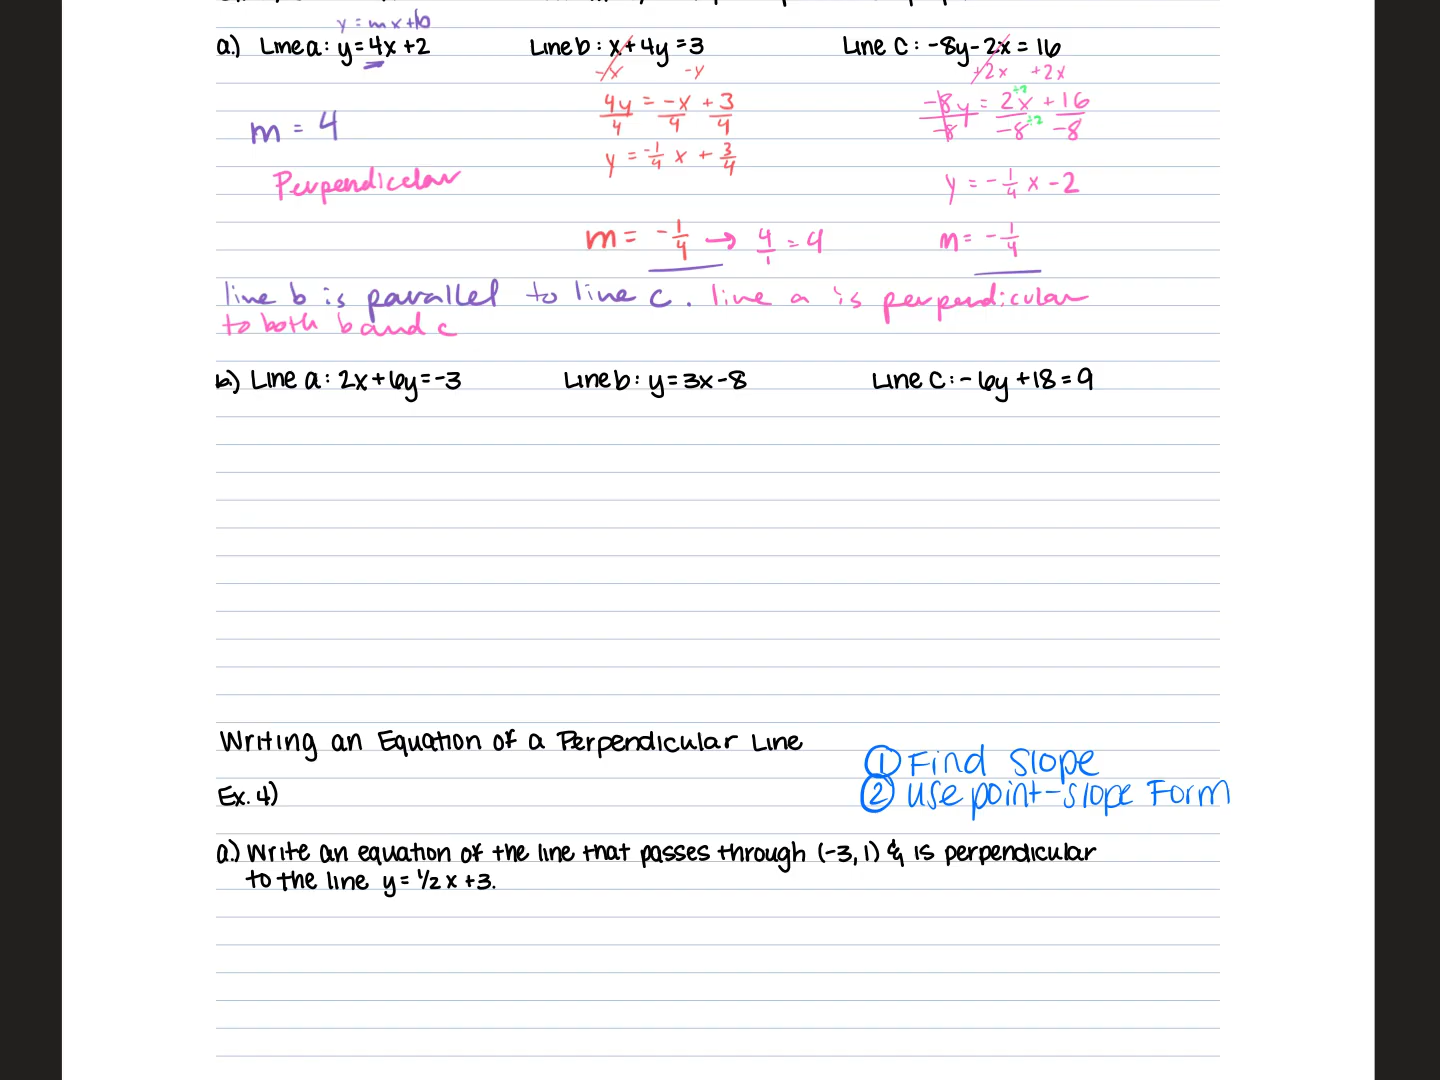 y = mx+b
a.) Line a: y = 4x +2 Line b: x + 4y = 3 Line c: -8y - 2x = 16
-x -y +2x +2x
4y = -x + 3 -8y = 2x + 16
4 4 4 -8 -8 -8
÷2 ÷2
m = 4
y = -1/4 x + 3/4
Perpendicular y = -1/4 x - 2
m = -1/4 → 4/1 = 4 m = -1/4
line b is parallel to line c. line a is perpendicular
to both b and c
b.) Line a: 2x + 6y = -3 Line b: y = 3x - 8 Line c: -6y + 18 = 9
Writing an Equation of a Perpendicular Line
① Find Slope
② Use point-slope Form
Ex. 4)
a.) Write an equation of the line that passes through (-3, 1) & is perpendicular
to the line y = 1/2 x + 3.